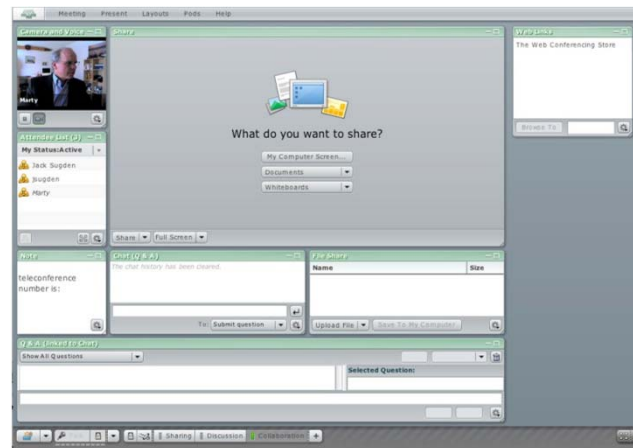 Meeting Present Layouts Pods Help
Camera and Voice
Marty
Attendee List (3)
My Status:Active
Jack Sugden
jsugden
Marty
Share
What do you want to share?
My Computer Screen...
Documents
Whiteboards
Share Full Screen
Web Links
The Web Conferencing Store
Browse To
Note
teleconference
number is:
Chat (Q & A)
The chat history has been cleared.
To: Submit question
File Share
Name Size
Upload File Save To My Computer
Q & A (linked to Chat)
Show All Questions
Selected Question:
Sharing Discussion Collaboration